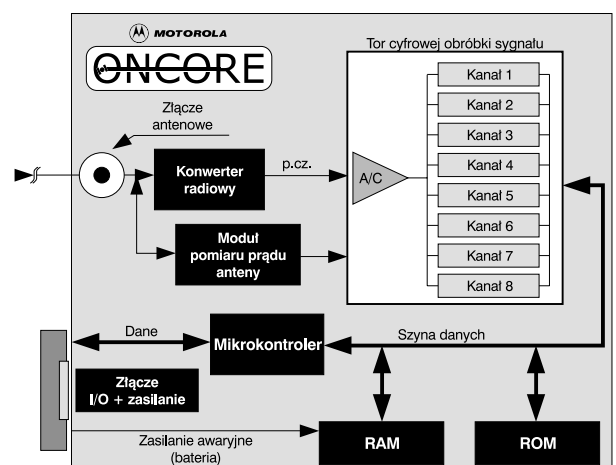 MOTOROLA
ONCORE
Złącze
antenowe
Konwerter
radiowy
p.cz.
Moduł
pomiaru prądu
anteny
Tor cyfrowej obróbki sygnału
A/C
Kanał 1
Kanał 2
Kanał 3
Kanał 4
Kanał 5
Kanał 6
Kanał 7
Kanał 8
Dane
Mikrokontroler
Szyna danych
Złącze
I/O + zasilanie
Zasilanie awaryjne
(bateria)
RAM
ROM